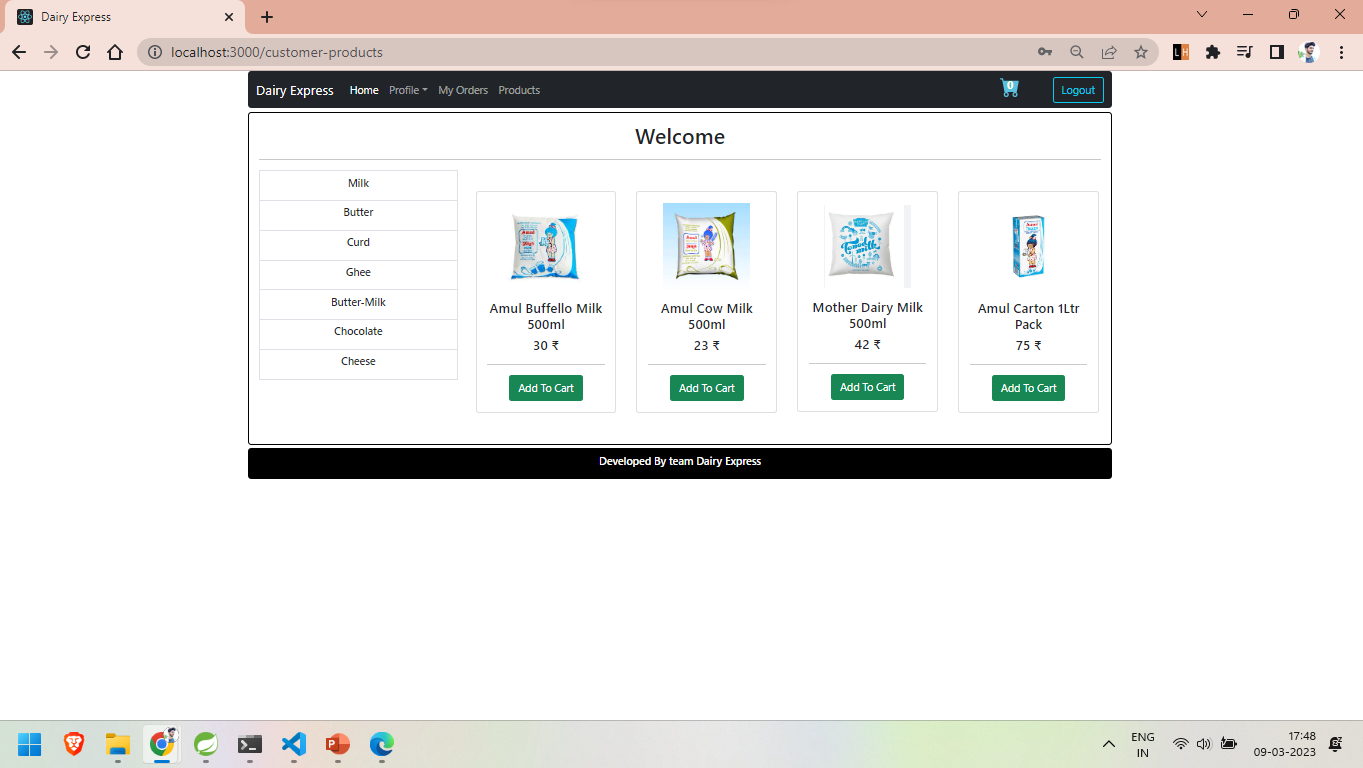 Dairy Express
localhost:3000/customer-products
Dairy Express Home Profile My Orders Products 0 Logout
Welcome
Milk
Butter
Curd
Ghee
Butter-Milk
Chocolate
Cheese
Amul Buffello Milk
500ml
30 ₹
Add To Cart
Amul Cow Milk
500ml
23 ₹
Add To Cart
Mother Dairy Milk
500ml
42 ₹
Add To Cart
Amul Carton 1Ltr
Pack
75 ₹
Add To Cart
Developed By team Dairy Express
ENG
IN
17:48
09-03-2023